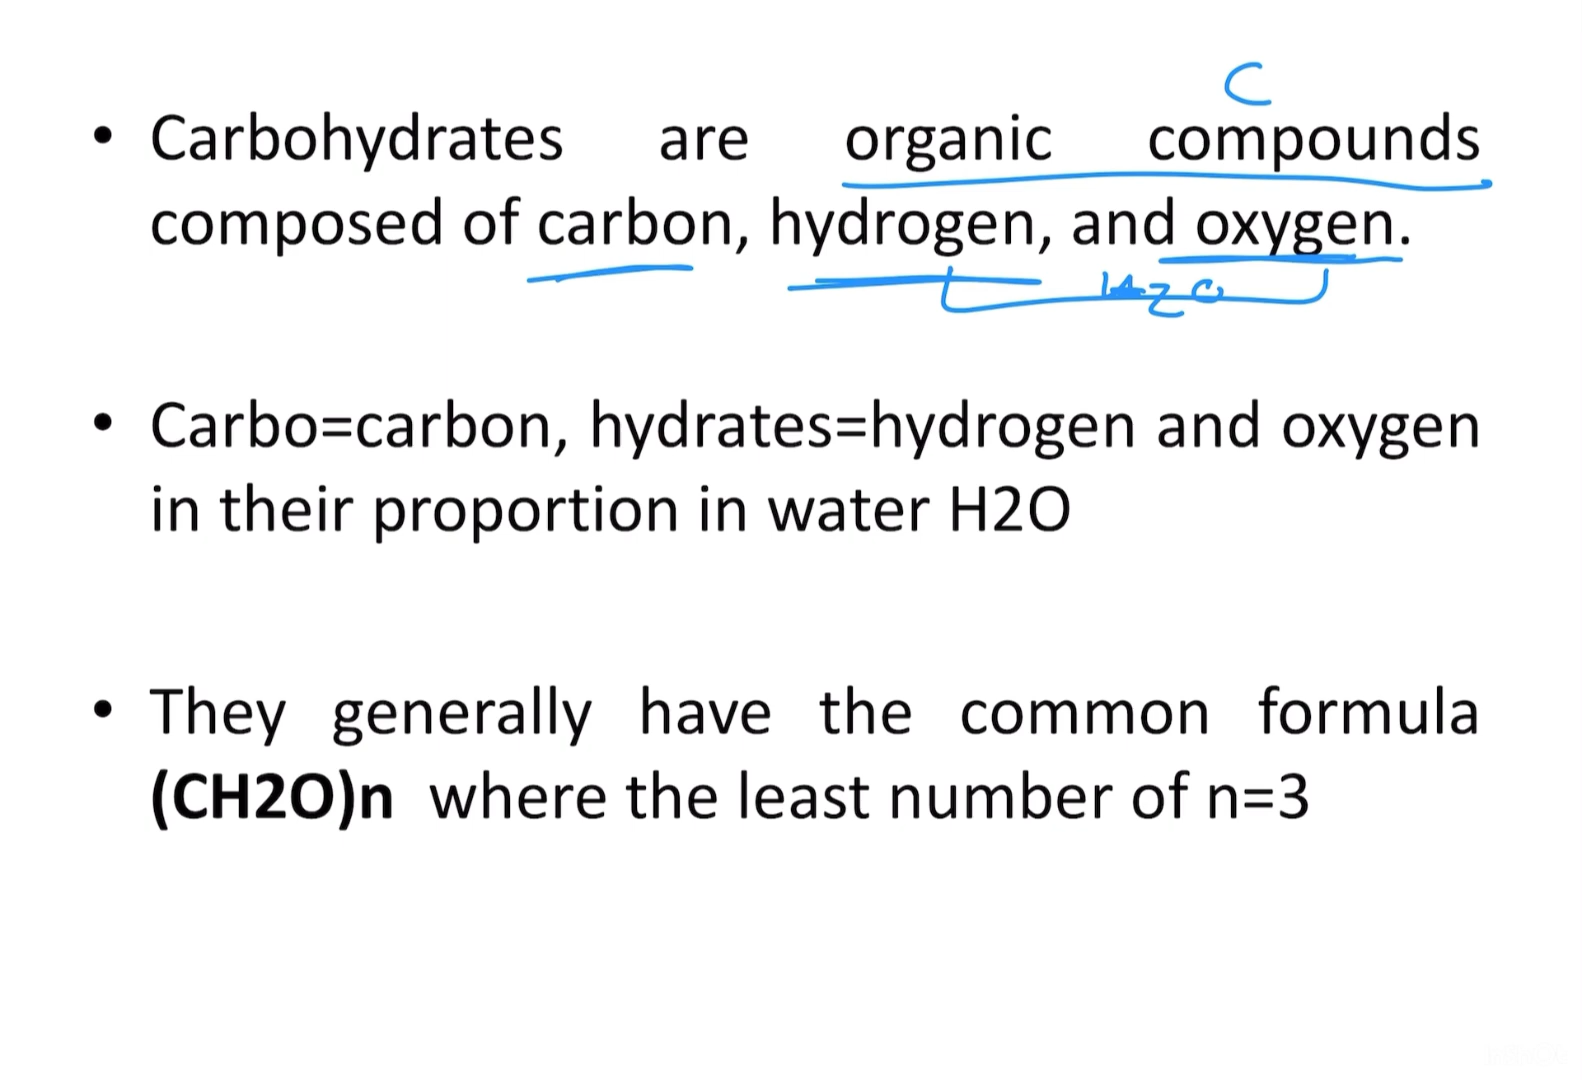 C
• Carbohydrates are organic compounds
composed of carbon, hydrogen, and oxygen.
H2O
• Carbo=carbon, hydrates=hydrogen and oxygen
in their proportion in water H2O
• They generally have the common formula
(CH2O)n where the least number of n=3